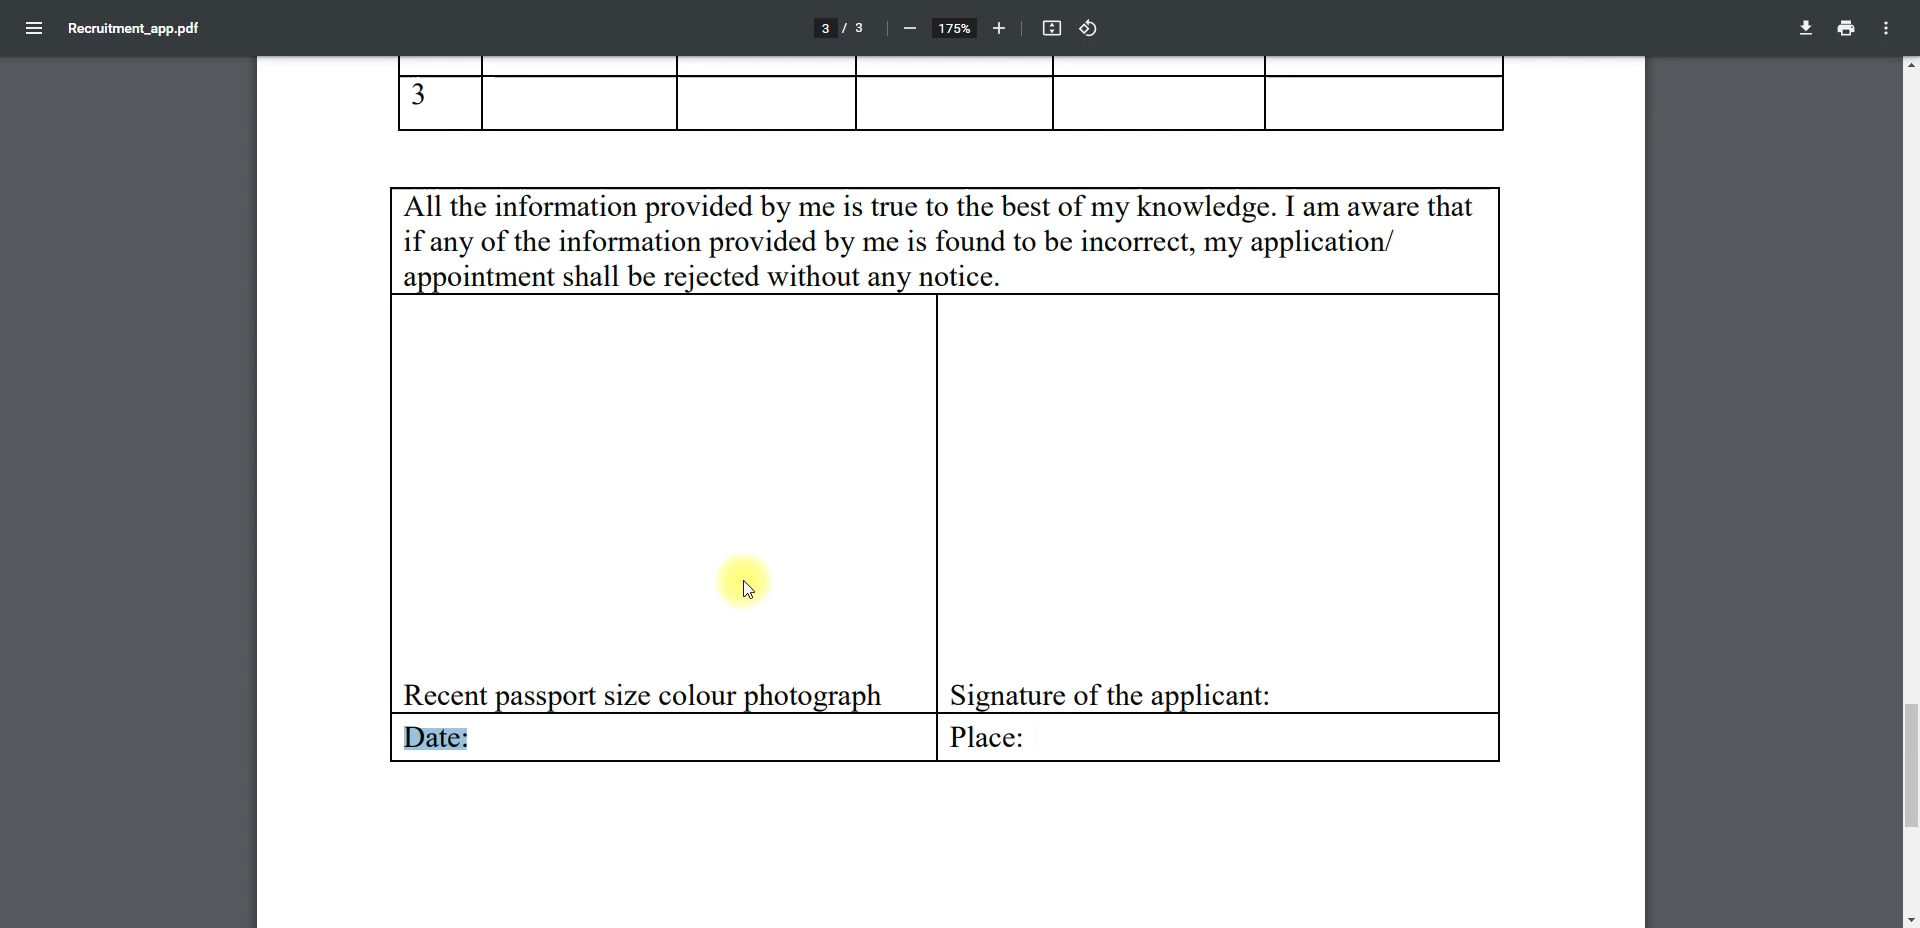 Recruitment_app.pdf
3 / 3
175%
3
All the information provided by me is true to the best of my knowledge. I am aware that
if any of the information provided by me is found to be incorrect, my application/
appointment shall be rejected without any notice.
Recent passport size colour photograph
Signature of the applicant:
Date:
Place: